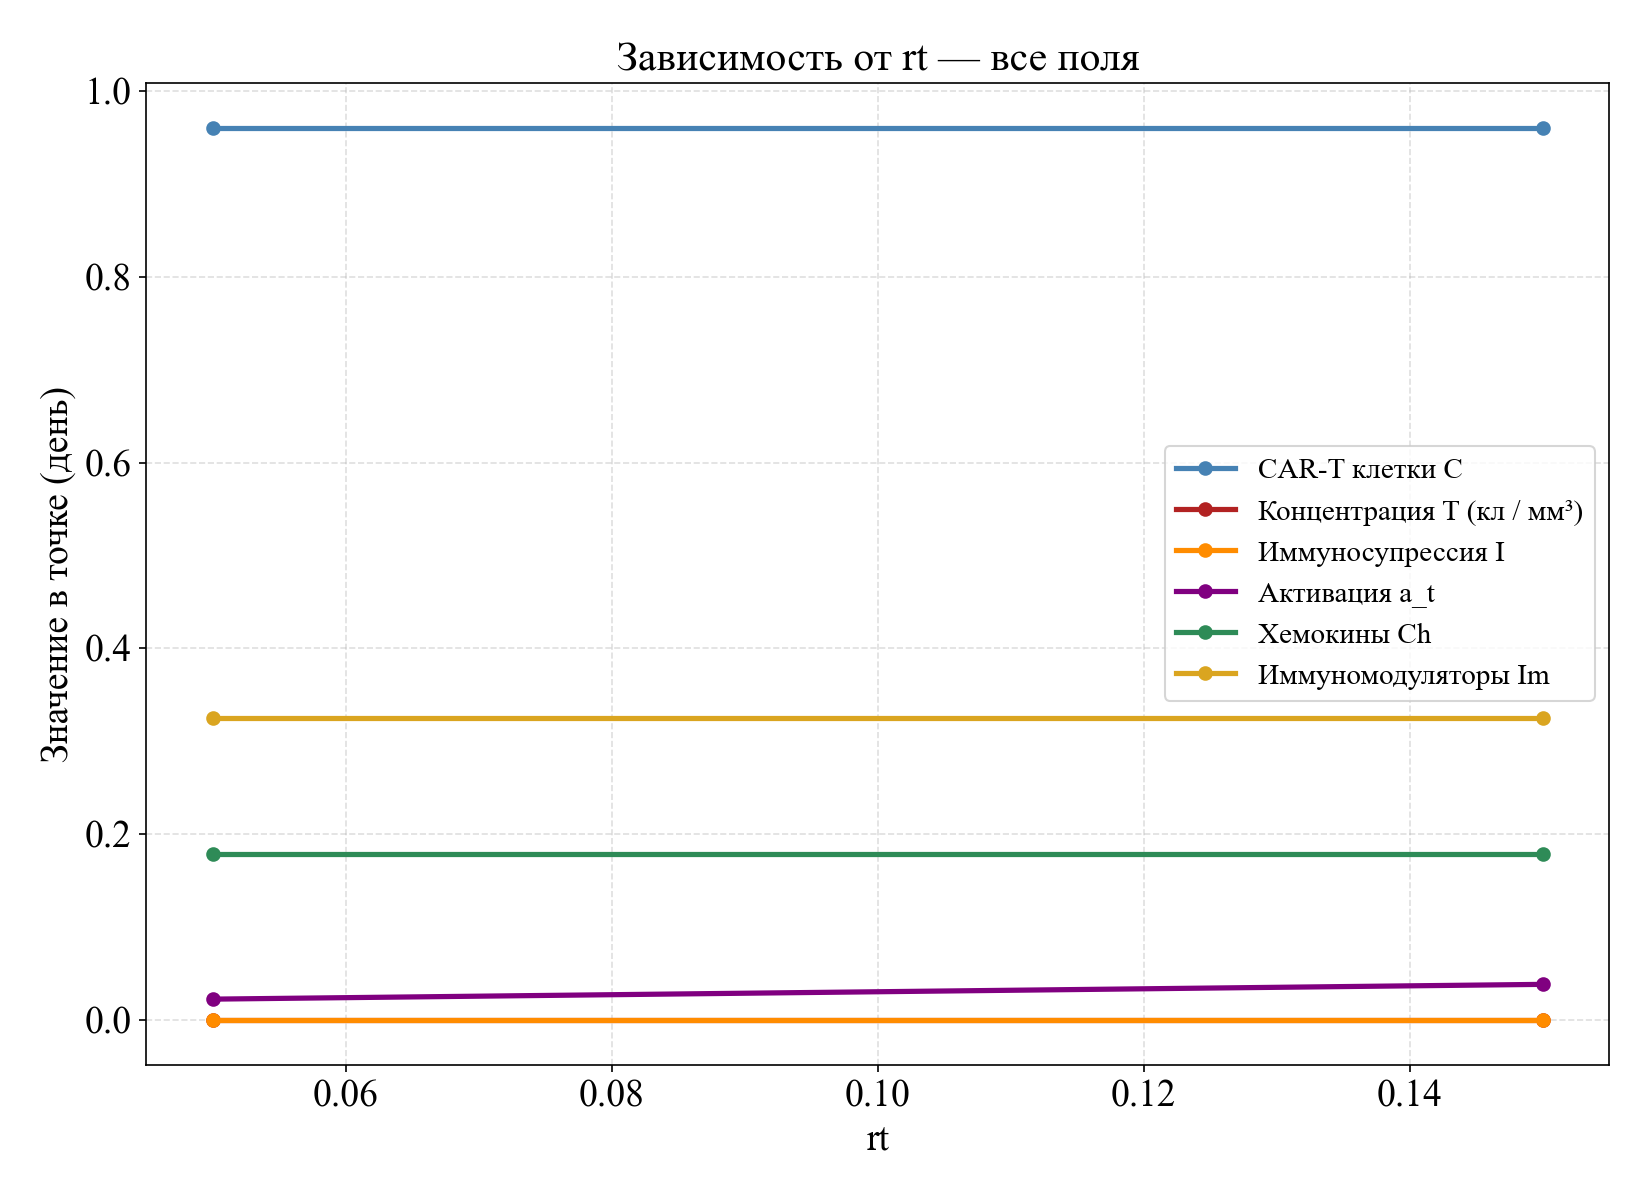 Зависимость от rt — все поля
1.0
0.8
0.6
0.4
0.2
0.0
Значение в точке (день)
CAR-T клетки C
Концентрация T (кл / мм³)
Иммуносупрессия I
Активация a_t
Хемокины Ch
Иммуномодуляторы Im
0.06 0.08 0.10 0.12 0.14
rt